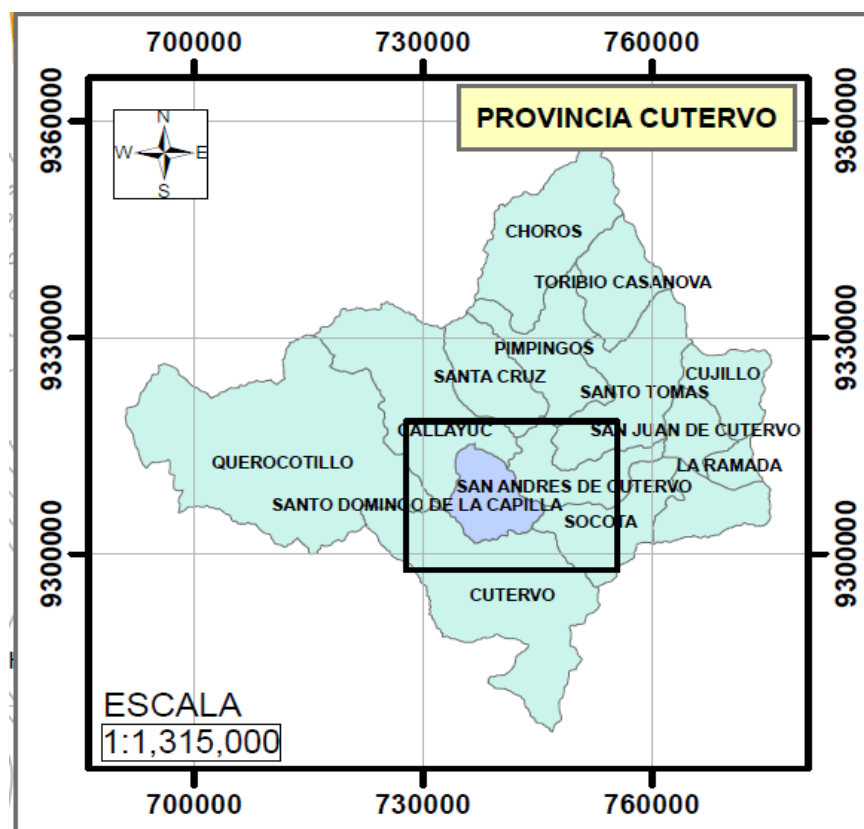 700000 730000 760000
PROVINCIA CUTERVO
9360000 9360000
N
W E
S
CHOROS
TORIBIO CASANOVA
9330000 9330000
PIMPINGOS
SANTA CRUZ
CUJILLO
SANTO TOMAS
CALLAYUC
SAN JUAN DE CUTERVO
QUEROCOTILLO
LA RAMADA
SAN ANDRES DE CUTERVO
SANTO DOMINGO DE LA CAPILLA
SOCOTA
9300000 9300000
CUTERVO
ESCALA
1:1,315,000
700000 730000 760000